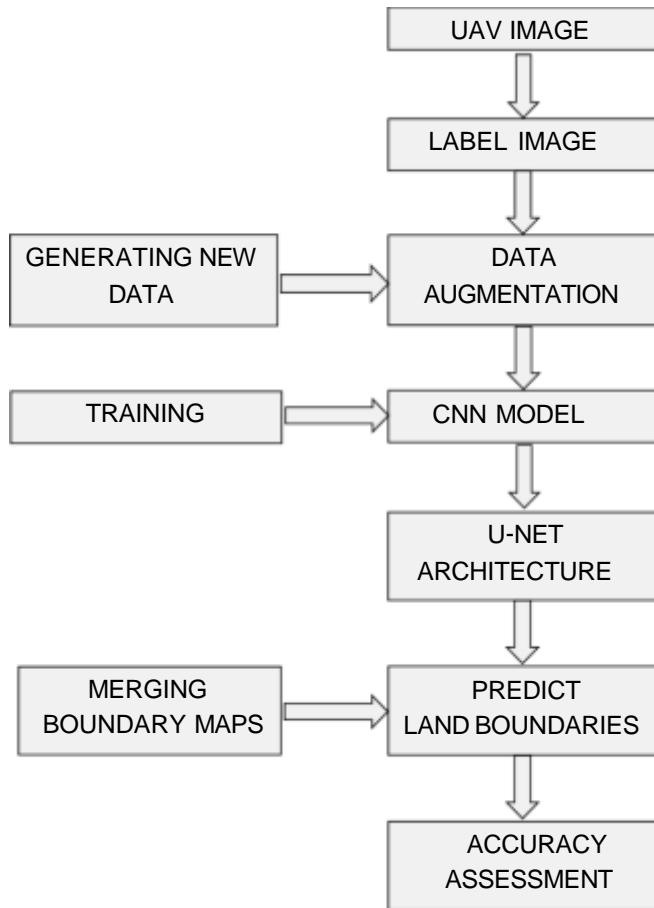 UAV IMAGE
LABEL IMAGE
GENERATING NEW
DATA
DATA
AUGMENTATION
TRAINING
CNN MODEL
U-NET
ARCHITECTURE
MERGING
BOUNDARY MAPS
PREDICT
LAND BOUNDARIES
ACCURACY
ASSESSMENT